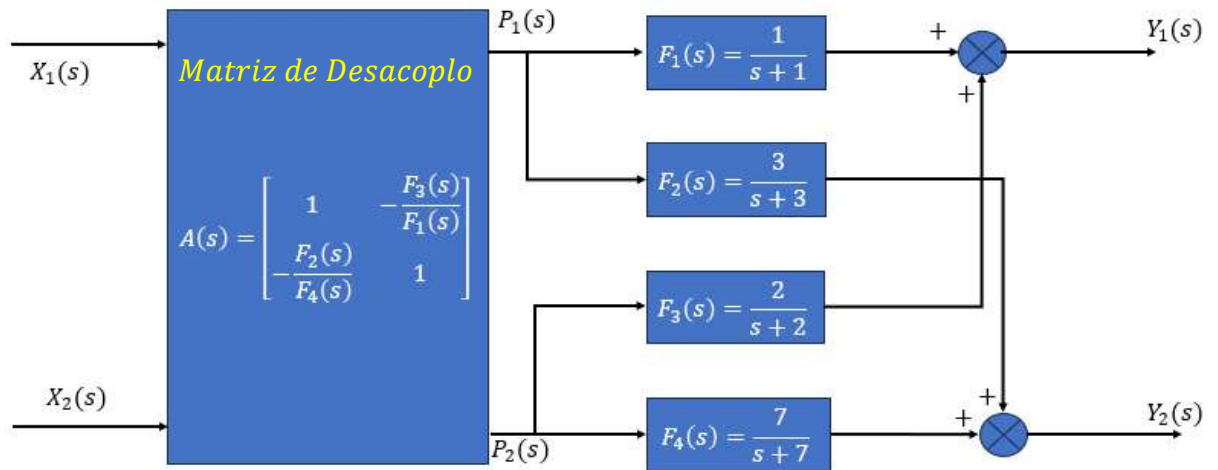 P₁(s)
Y₁(s)
X₁(s)
Matriz de Desacoplo
F₁(s) = 1/(s + 1)
+
+
A(s) = [1 −F₃(s)/F₁(s); −F₂(s)/F₄(s) 1]
F₂(s) = 3/(s + 3)
F₃(s) = 2/(s + 2)
X₂(s)
P₂(s)
F₄(s) = 7/(s + 7)
+
+
Y₂(s)